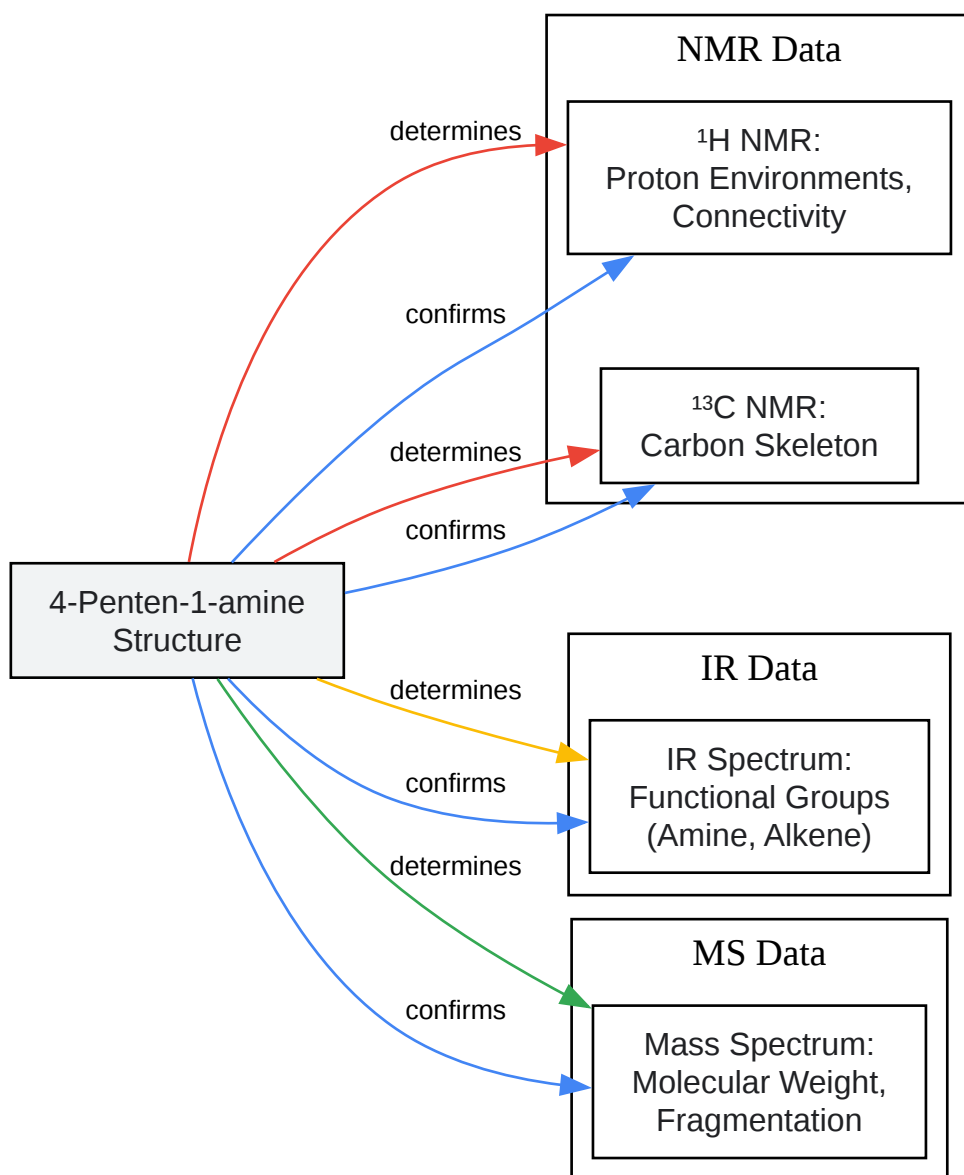 NMR Data
determines
¹H NMR:
Proton Environments,
Connectivity
confirms
¹³C NMR:
Carbon Skeleton
determines
confirms
4-Penten-1-amine
Structure
IR Data
determines
IR Spectrum:
Functional Groups
(Amine, Alkene)
confirms
determines
MS Data
confirms
Mass Spectrum:
Molecular Weight,
Fragmentation